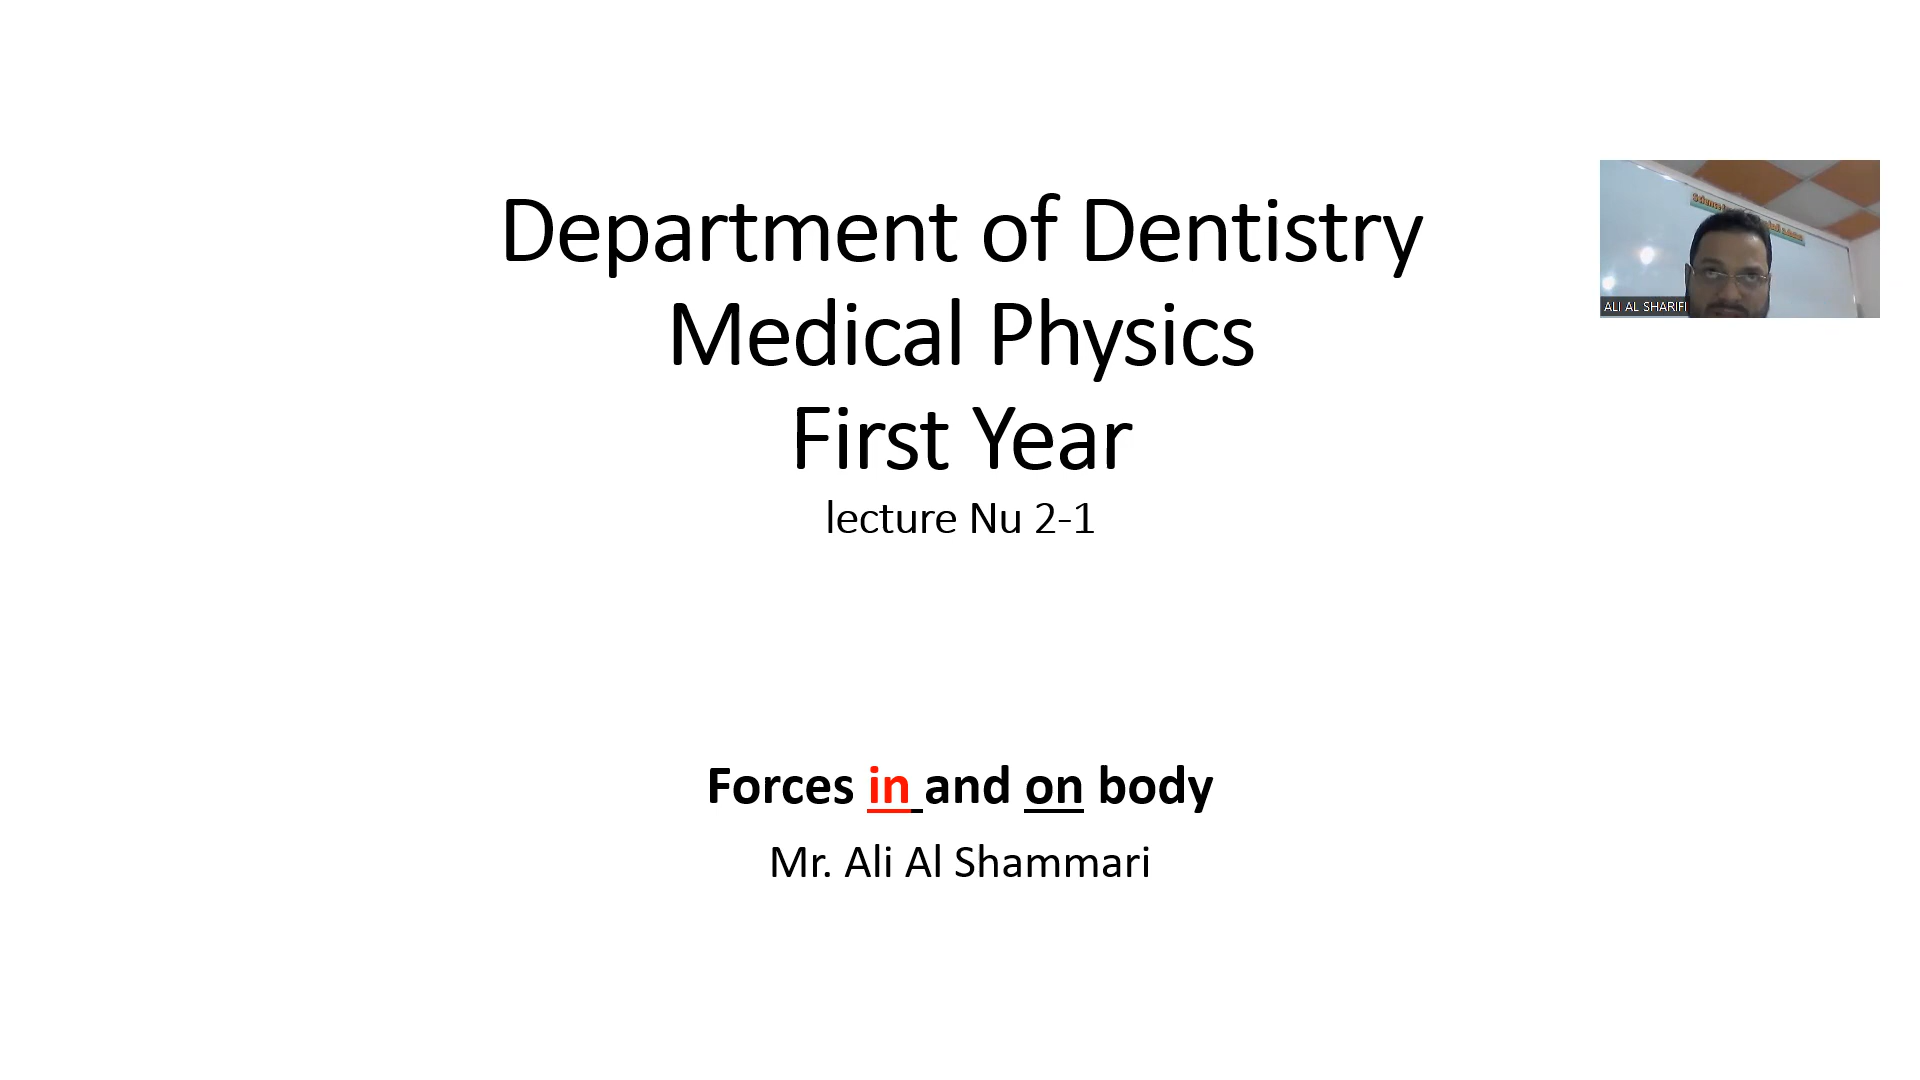 Department of Dentistry
Medical Physics
First Year
lecture Nu 2-1
ALI AL SHARIFI
Forces in and on body
Mr. Ali Al Shammari